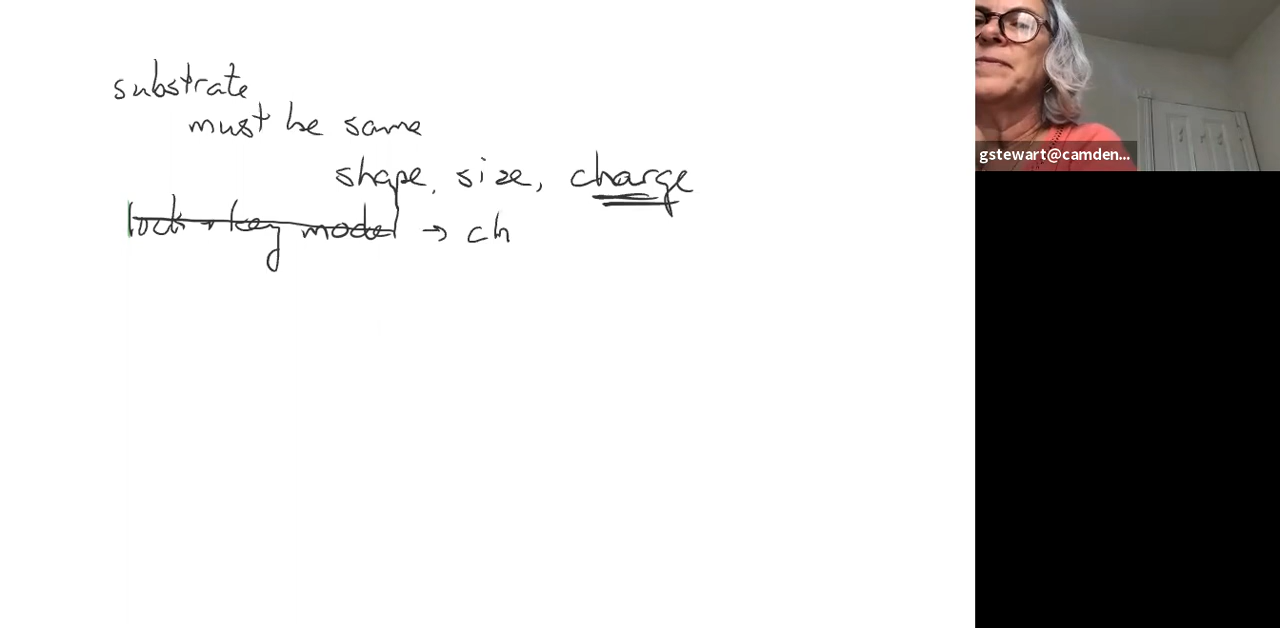 substrate
must be same
shape, size, charge
lock + key model → ch
gstewart@camden...